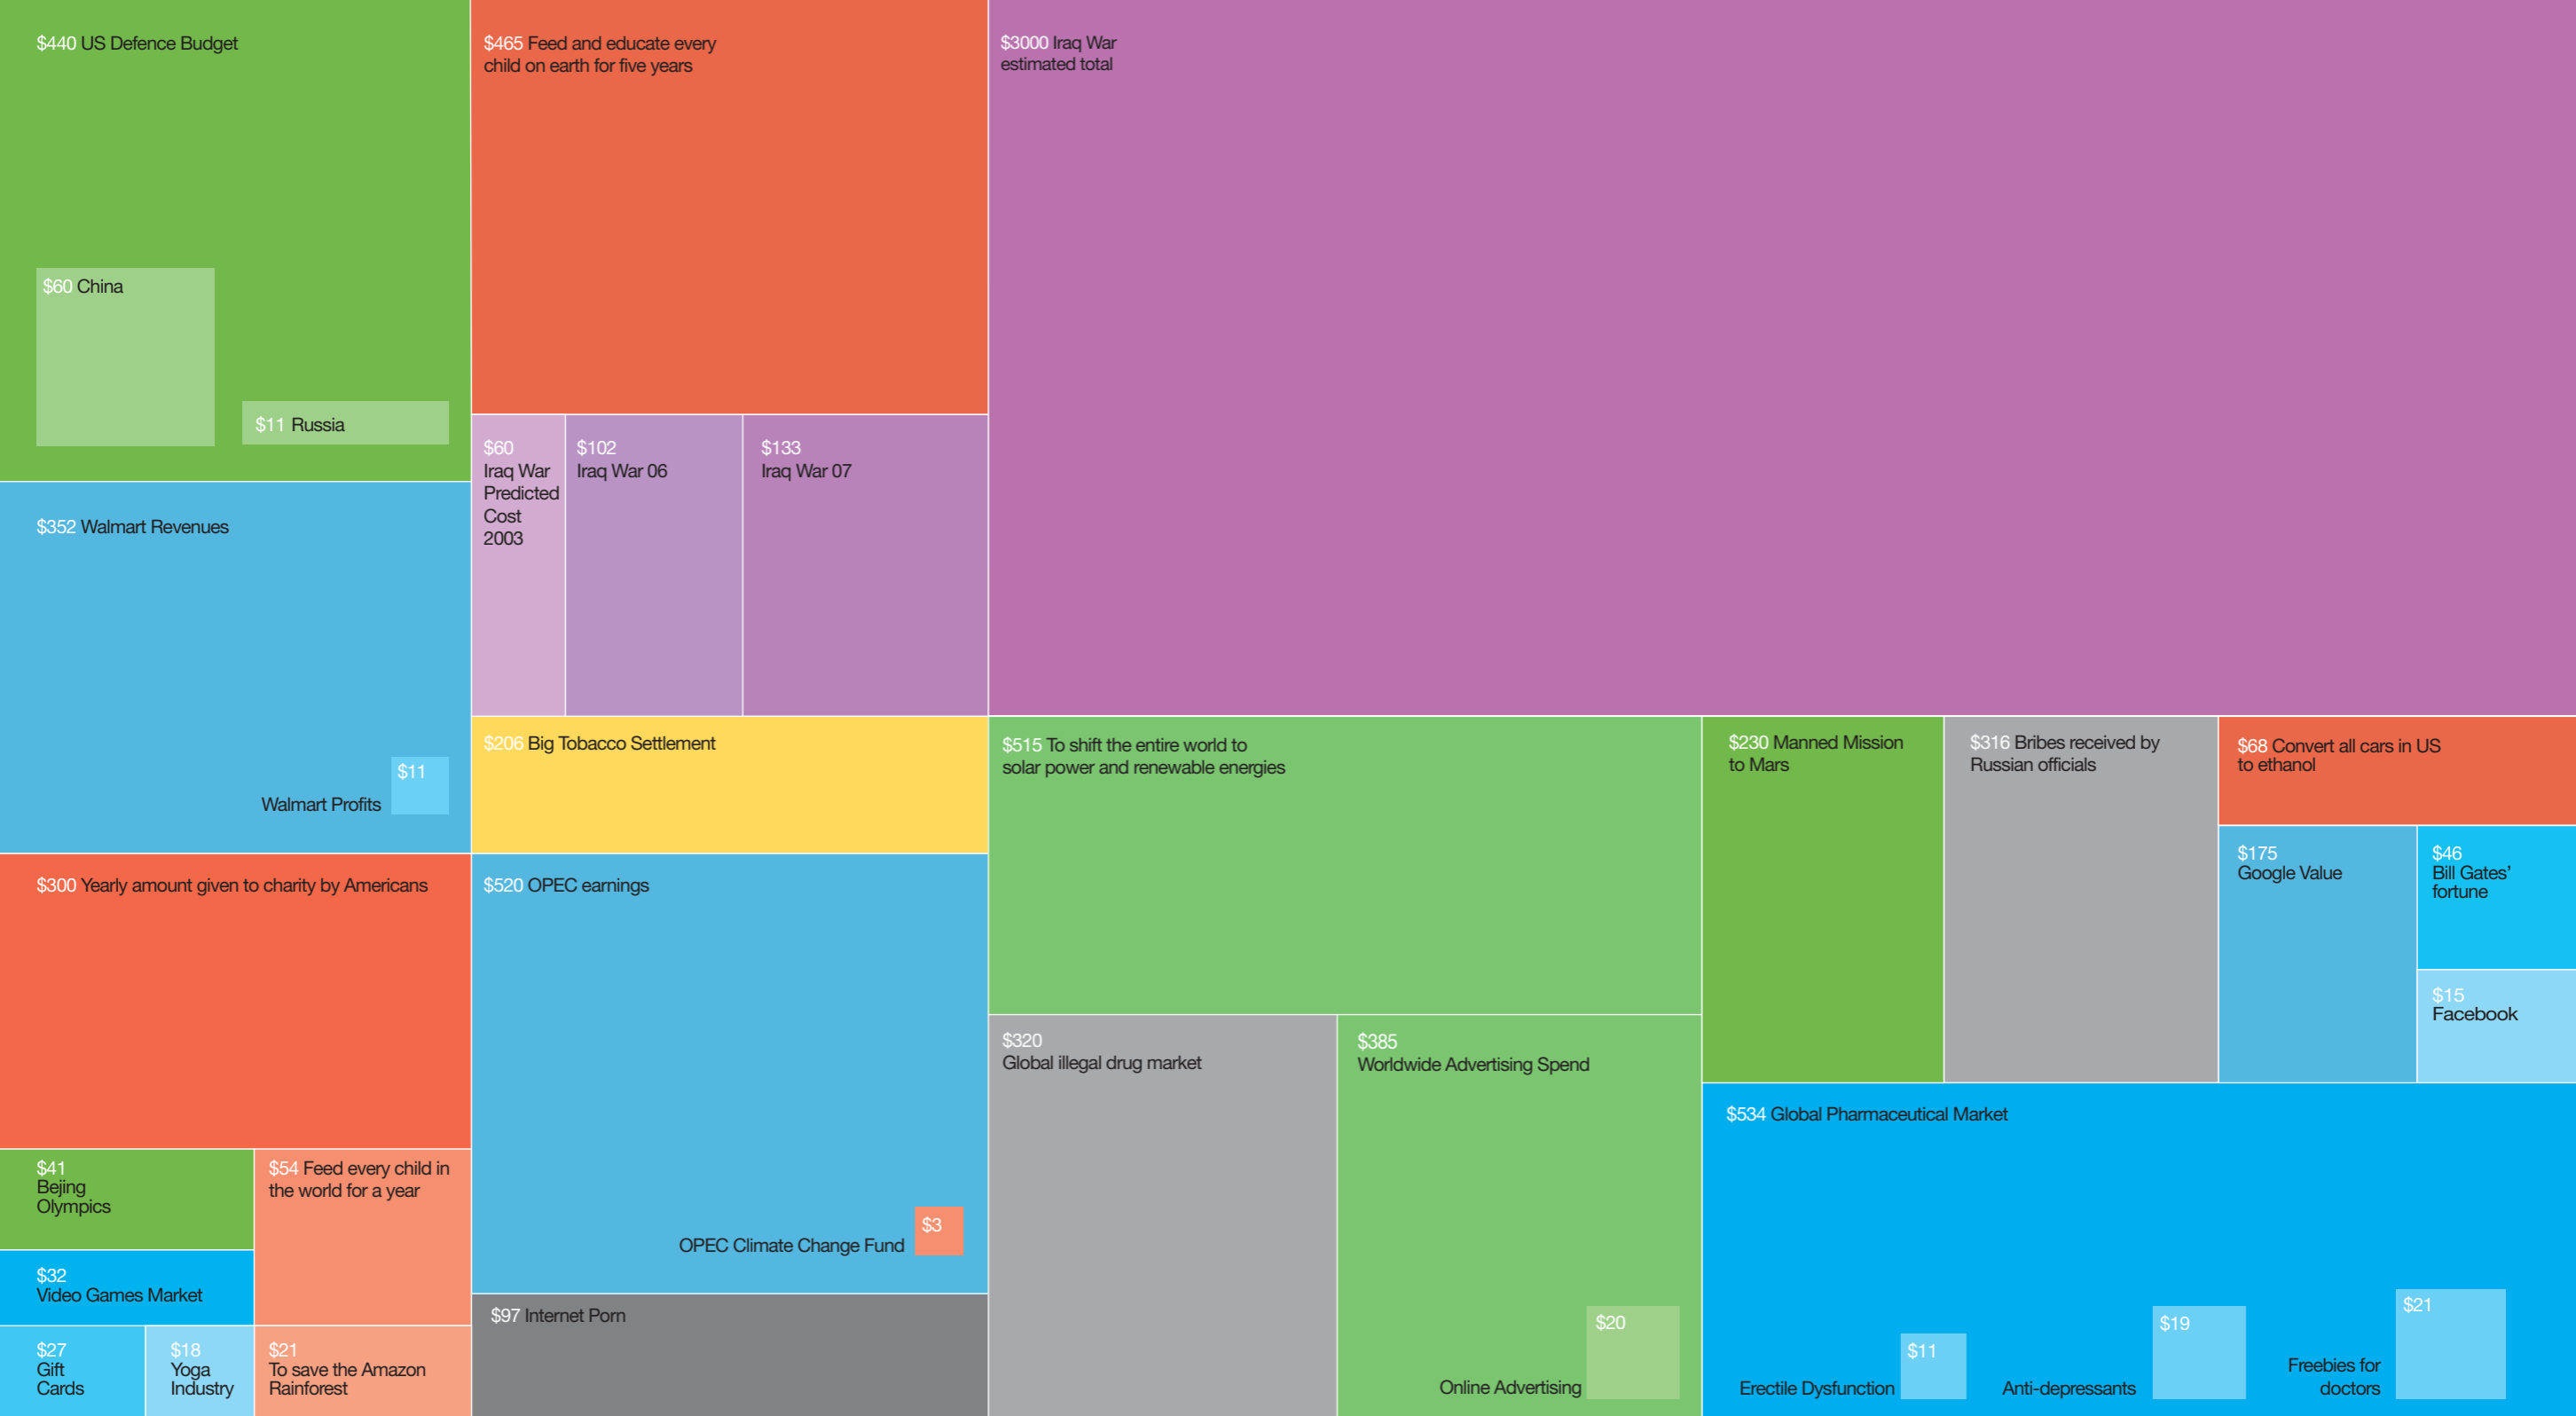 $440 US Defence Budget
$60 China
$11 Russia
$465 Feed and educate every
child on earth for five years
$3000 Iraq War
estimated total
$60
Iraq War
Predicted
Cost
2003
$102
Iraq War 06
$133
Iraq War 07
$352 Walmart Revenues
$11
Walmart Profits
$206 Big Tobacco Settlement
$515 To shift the entire world to
solar power and renewable energies
$230 Manned Mission
to Mars
$316 Bribes received by
Russian officials
$68 Convert all cars in US
to ethanol
$175
Google Value
$46
Bill Gates’
fortune
$15
Facebook
$300 Yearly amount given to charity by Americans
$520 OPEC earnings
$3
OPEC Climate Change Fund
$320
Global illegal drug market
$385
Worldwide Advertising Spend
$20
Online Advertising
$534 Global Pharmaceutical Market
$11
Erectile Dysfunction
$19
Anti-depressants
$21
Freebies for
doctors
$41
Bejing
Olympics
$54 Feed every child in
the world for a year
$32
Video Games Market
$27
Gift
Cards
$18
Yoga
Industry
$21
To save the Amazon
Rainforest
$97 Internet Porn